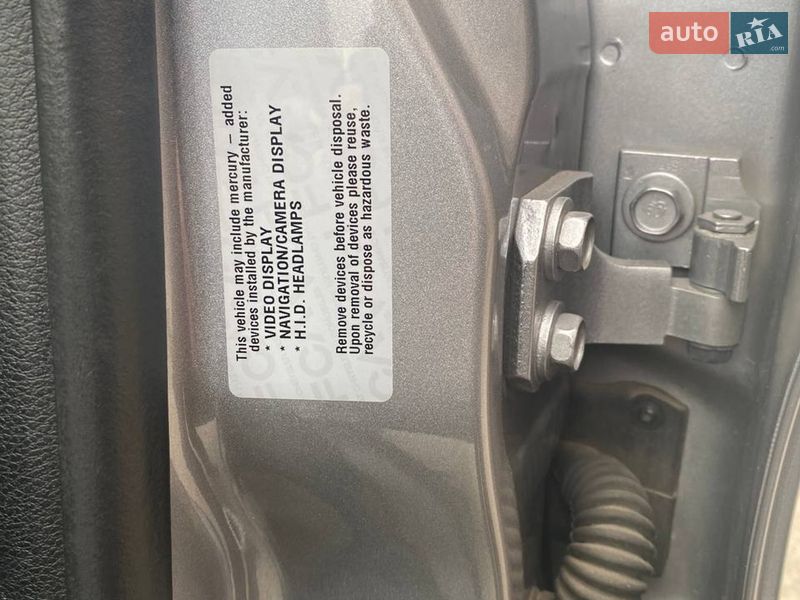 This vehicle may include mercury – added
devices installed by the manufacturer:
* VIDEO DISPLAY
* NAVIGATION/CAMERA DISPLAY
* H.I.D. HEADLAMPS
Remove devices before vehicle disposal.
Upon removal of devices please reuse,
recycle or dispose as hazardous waste.
auto RIA
.com